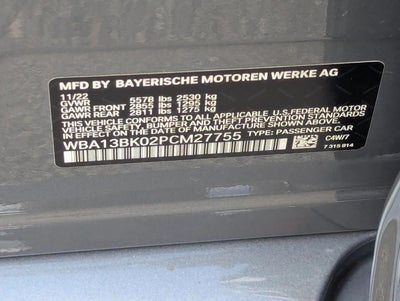 MFD BY BAYERISCHE MOTOREN WERKE AG
11/22
GVWR 5578 lbs 2530 kg
GAWR FRONT 2855 lbs 1295 kg
GAWR REAR 2811 lbs 1275 kg
THIS VEHICLE CONFORMS TO ALL APPLICABLE U.S.FEDERAL MOTOR
VEHICLE SAFETY, BUMPER, AND THEFT PREVENTION STANDARDS
IN EFFECT ON THE DATE OF MANUFACTURE SHOWN ABOVE.
WBA13BK02PCM27755 TYPE: PASSENGER CAR
C4W/7
7 315 814